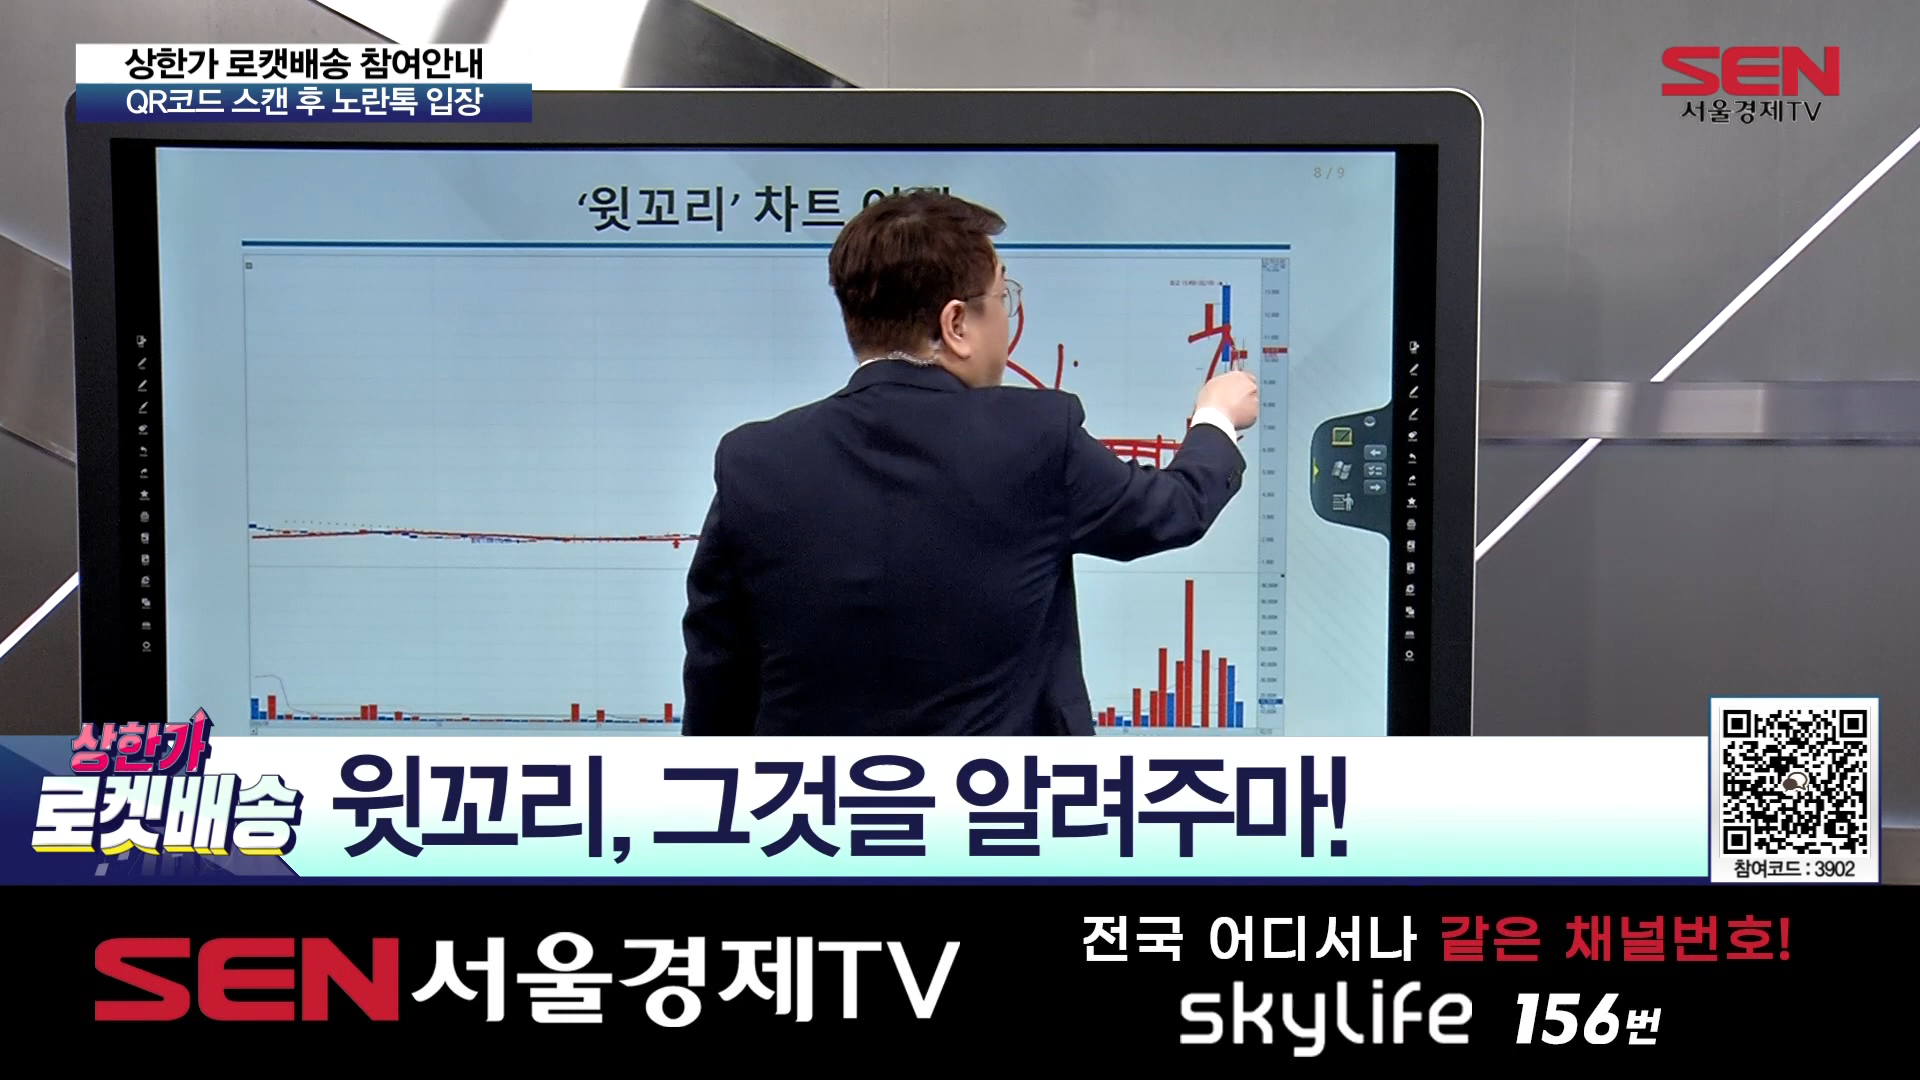 상한가 로캣배송 참여안내
QR코드 스캔 후 노란톡 입장
SEN
서울경제TV
8 / 9
‘윗꼬리’ 차트
상한가
로켓배송
윗꼬리, 그것을 알려주마!
참여코드 : 3902
SEN 서울경제TV
전국 어디서나 같은 채널번호!
skylife 156번